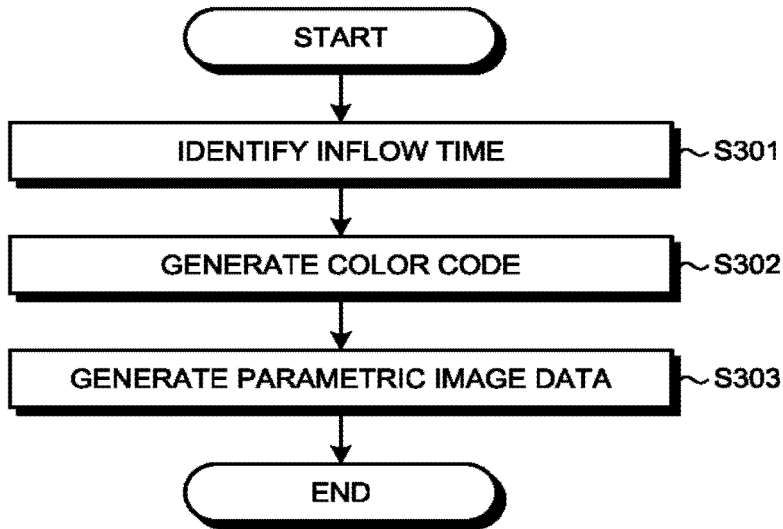 START
IDENTIFY INFLOW TIME
S301
GENERATE COLOR CODE
S302
GENERATE PARAMETRIC IMAGE DATA
S303
END